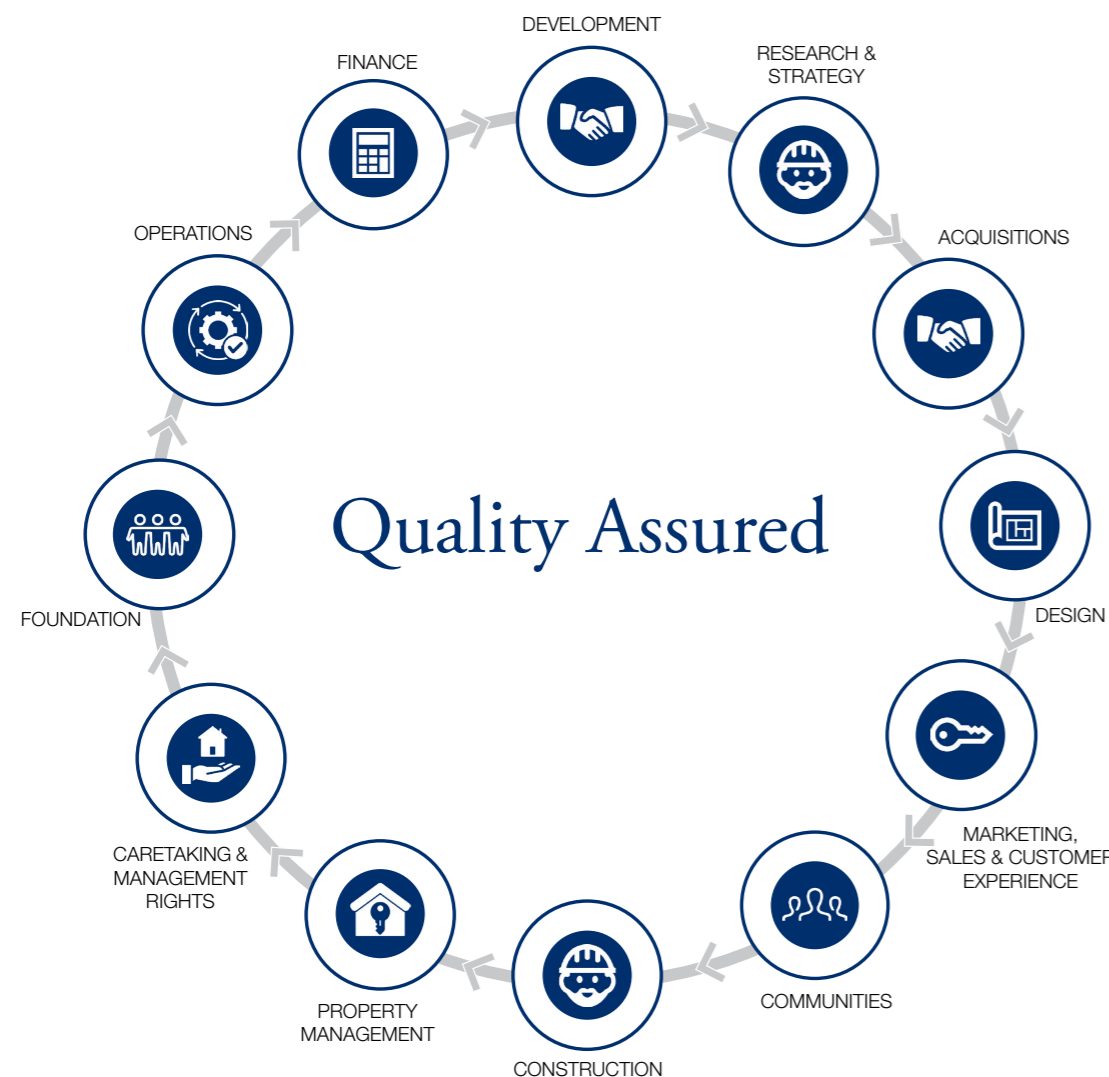 DEVELOPMENT
RESEARCH &
STRATEGY
ACQUISITIONS
DESIGN
MARKETING,
SALES & CUSTOMER
EXPERIENCE
COMMUNITIES
CONSTRUCTION
PROPERTY
MANAGEMENT
CARETAKING &
MANAGEMENT
RIGHTS
FOUNDATION
OPERATIONS
FINANCE
Quality Assured